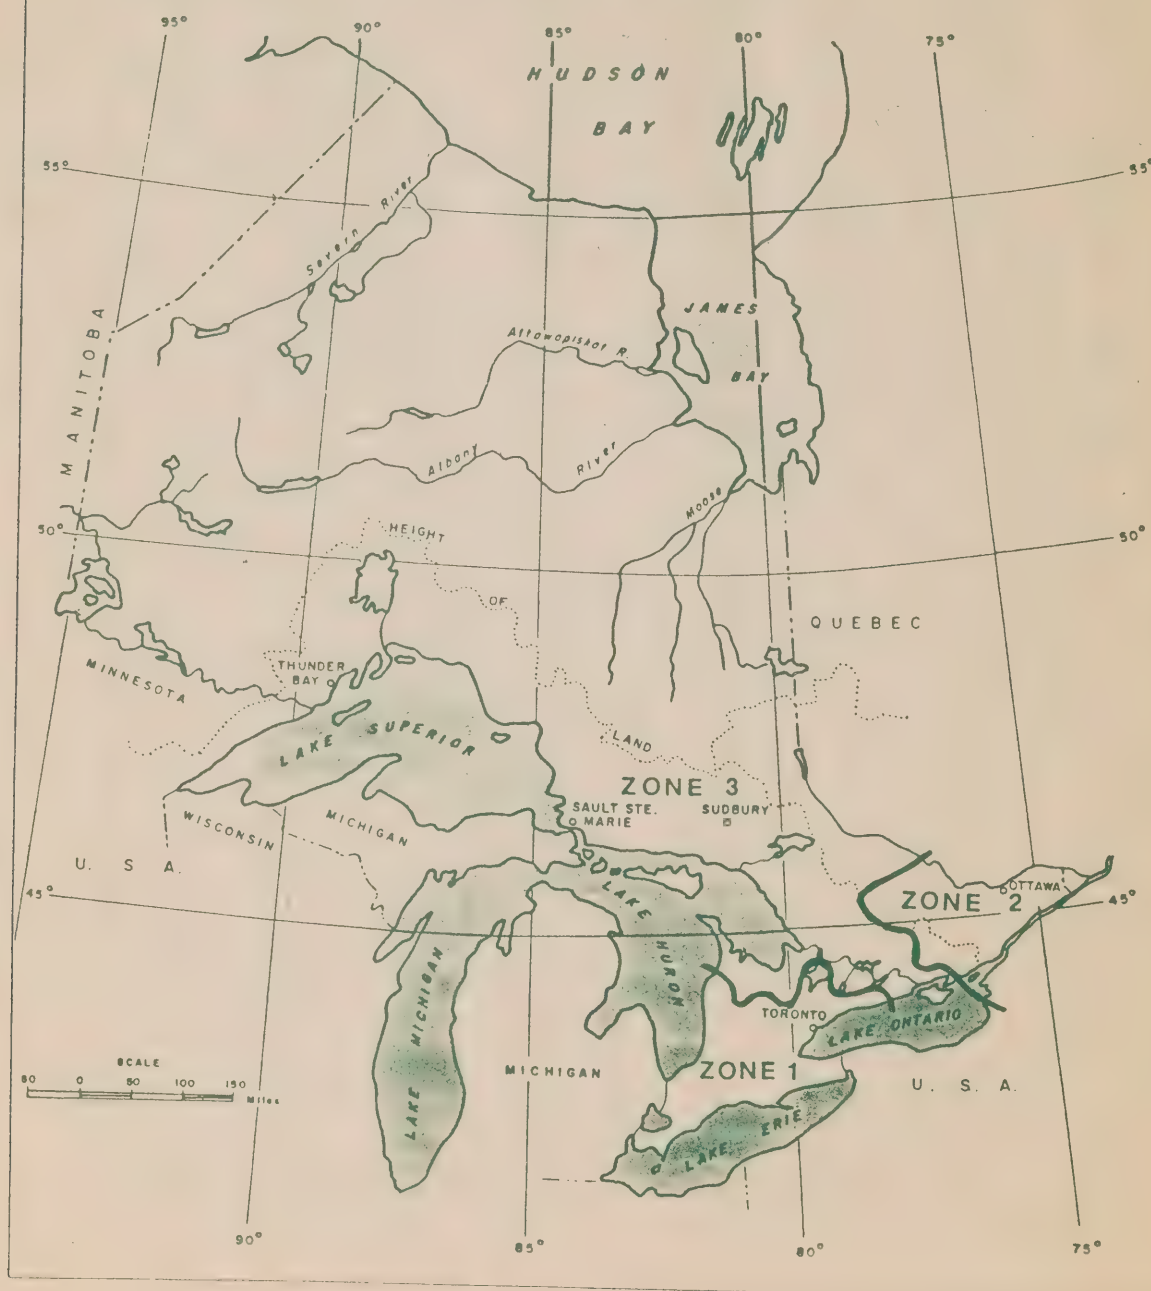 95°
90°
85°
80°
75°
HUDSON
BAY
55°
55°
Severn River
MANITOBA
JAMES
BAY
Attawapiskat R.
Albany River
Moose
50°
50°
HEIGHT
OF
LAND
QUEBEC
MINNESOTA
THUNDER
BAY
LAKE SUPERIOR
ZONE 3
SAULT STE.
MARIE
SUDBURY
WISCONSIN
MICHIGAN
U. S. A.
45°
OTTAWA
ZONE 2
45°
LAKE HURON
LAKE MICHIGAN
TORONTO
LAKE ONTARIO
SCALE
50 0 50 100 150
Miles
MICHIGAN
ZONE 1
U. S. A.
LAKE ERIE
90°
85°
80°
75°